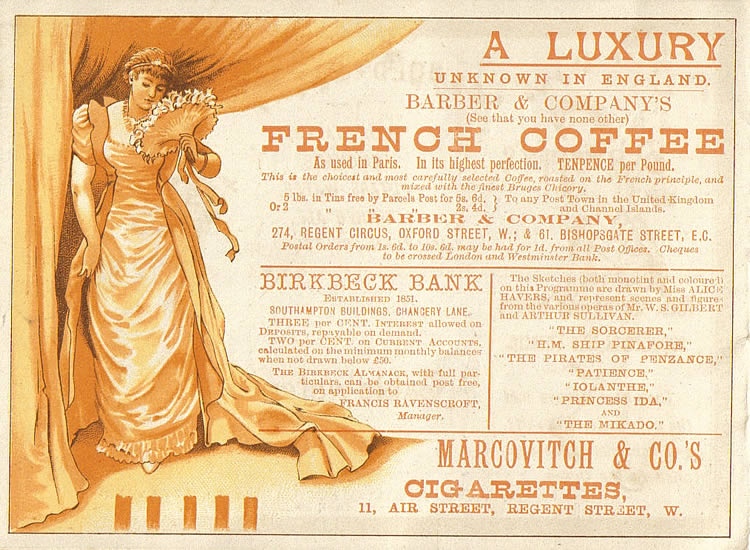 A LUXURY
UNKNOWN IN ENGLAND.
BARBER & COMPANY'S
(See that you have none other)
FRENCH COFFEE
As used in Paris. In its highest perfection. TENPENCE per Pound.
This is the choicest and most carefully selected Coffee, roasted on the French principle, and
mixed with the finest Bruges Chicory.
5 lbs. in Tins free by Parcels Post for 5s. 6d. } To any Post Town in the United Kingdom
Or 2 " " " 2s. 4d. } and Channel Islands.
BARBER & COMPANY,
274, REGENT CIRCUS, OXFORD STREET, W.; & 61, BISHOPSGATE STREET, E.C.
Postal Orders from 1s. 6d. to 10s. 6d. may be had for 1d. from all Post Offices. Cheques
to be crossed London and Westminster Bank.
BIRKBECK BANK
ESTABLISHED 1851.
SOUTHAMPTON BUILDINGS, CHANCERY LANE.
THREE per CENT. INTEREST allowed on
DEPOSITS, repayable on demand.
TWO per CENT. on CURRENT ACCOUNTS,
calculated on the minimum monthly balances
when not drawn below £50.
THE BIRKBECK ALMANACK, with full par-
ticulars, can be obtained post free,
on application to
FRANCIS RAVENSCROFT,
Manager.
The Sketches (both monotint and coloured)
on this Programme are drawn by Miss ALICE
HAVERS, and represent scenes and figures
from the various operas of Mr. W. S. GILBERT
and ARTHUR SULLIVAN.
"THE SORCERER,"
"H.M. SHIP PINAFORE,"
"THE PIRATES OF PENZANCE,"
"PATIENCE,"
"IOLANTHE,"
"PRINCESS IDA,"
AND
"THE MIKADO."
MARCOVITCH & CO.'S
CIGARETTES,
11, AIR STREET, REGENT STREET, W.